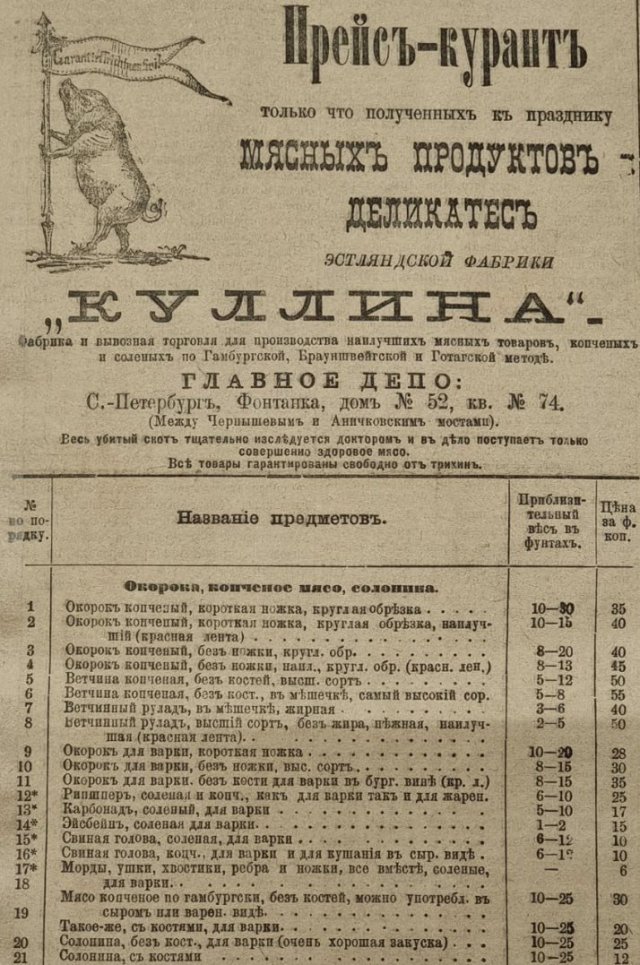 Garantirt Trichinen frei
Прейсъ-курантъ
только что полученныхъ къ празднику
МЯСНЫХЪ ПРОДУКТОВЪ -
ДЕЛИКАТЕСЪ
ЭСТЛЯНДСКОЙ ФАБРИКИ
„КУЛЛИНА“.
Фабрика и вывозная торговля для производства наилучшихъ мясныхъ товаровъ, копченыхъ
и соленыхъ по Гамбургской, Брауншвейгской и Готагской методѣ.
ГЛАВНОЕ ДЕПО:
С.-Петербургъ, Фонтанка, домъ № 52, кв. № 74.
(Между Чернышевымъ и Аничковскимъ мостами).
Весь убитый скотъ тщательно изслѣдуется докторомъ и въ дѣло поступаетъ только
совершенно здоровое мясо.
Всѣ товары гарантированы свободно отъ трихин.
№ по порядку. Названіе предметовъ. Приблизительный вѣсъ въ фунтахъ. Цѣна за ф. коп.
Окорока, копченое мясо, солонина.
1 Окорокъ копченый, короткая ножка, круглая обрѣзка 10—30 35
2 Окорокъ копченый, короткая ножка, круглая обрѣзка, наилуч- 10—15 40
шій (красная лента)
3 Окорокъ копченый, безъ ножки, кругл. обр. 8—20 40
4 Окорокъ копченый, безъ ножки, наил., кругл. обр. (красн. лен.) 8—13 45
5 Ветчина копченая, безъ костей, высш. сортъ 5—12 50
6 Ветчина копченая, безъ кост., въ мѣшечкѣ, самый высокій сор. 5—8 55
7 Ветчинный руладъ, въ мѣшечкѣ, жирная 3—6 40
8 Ветчинный руладъ, высшій сортъ, безъ жира, нѣжная, наилуч- 2—5 50
шая (красная лента).
9 Окорокъ для варки, короткая ножка 10—20 28
10 Окорокъ для варки, безъ ножки, выс. сортъ 8—15 30
11 Окорокъ для варки, безъ кости для варки въ бург. винѣ (кр. л.) 8—15 35
12* Рипшперъ, соленая и копч., какъ для варки такъ и для жарен. 6—10 25
13* Карбонадъ, соленый, для варки 5—10 17
14* Эйсбейнъ, соленая для варки. 1—2 15
15* Свиная голова, соленая, для варки 6—12 10
16* Свиная голова, копч., для варки и для кушанія въ сыр. видѣ 6—12 10
17* Морды, ушки, хвостики, ребра и ножки, все вмѣстѣ, соленые, — 6
18 для варки.
Мясо копченое по гамбургски, безъ костей, можно употребл. въ 10—25 30
19 сыромъ или варен. видѣ.
Такое-же, съ костями, для варки. 10—25 20
20 Солонина, безъ кост., для варки (очень хорошая закуска) 10—25 25
21 Солонина, съ костями 10—25 12